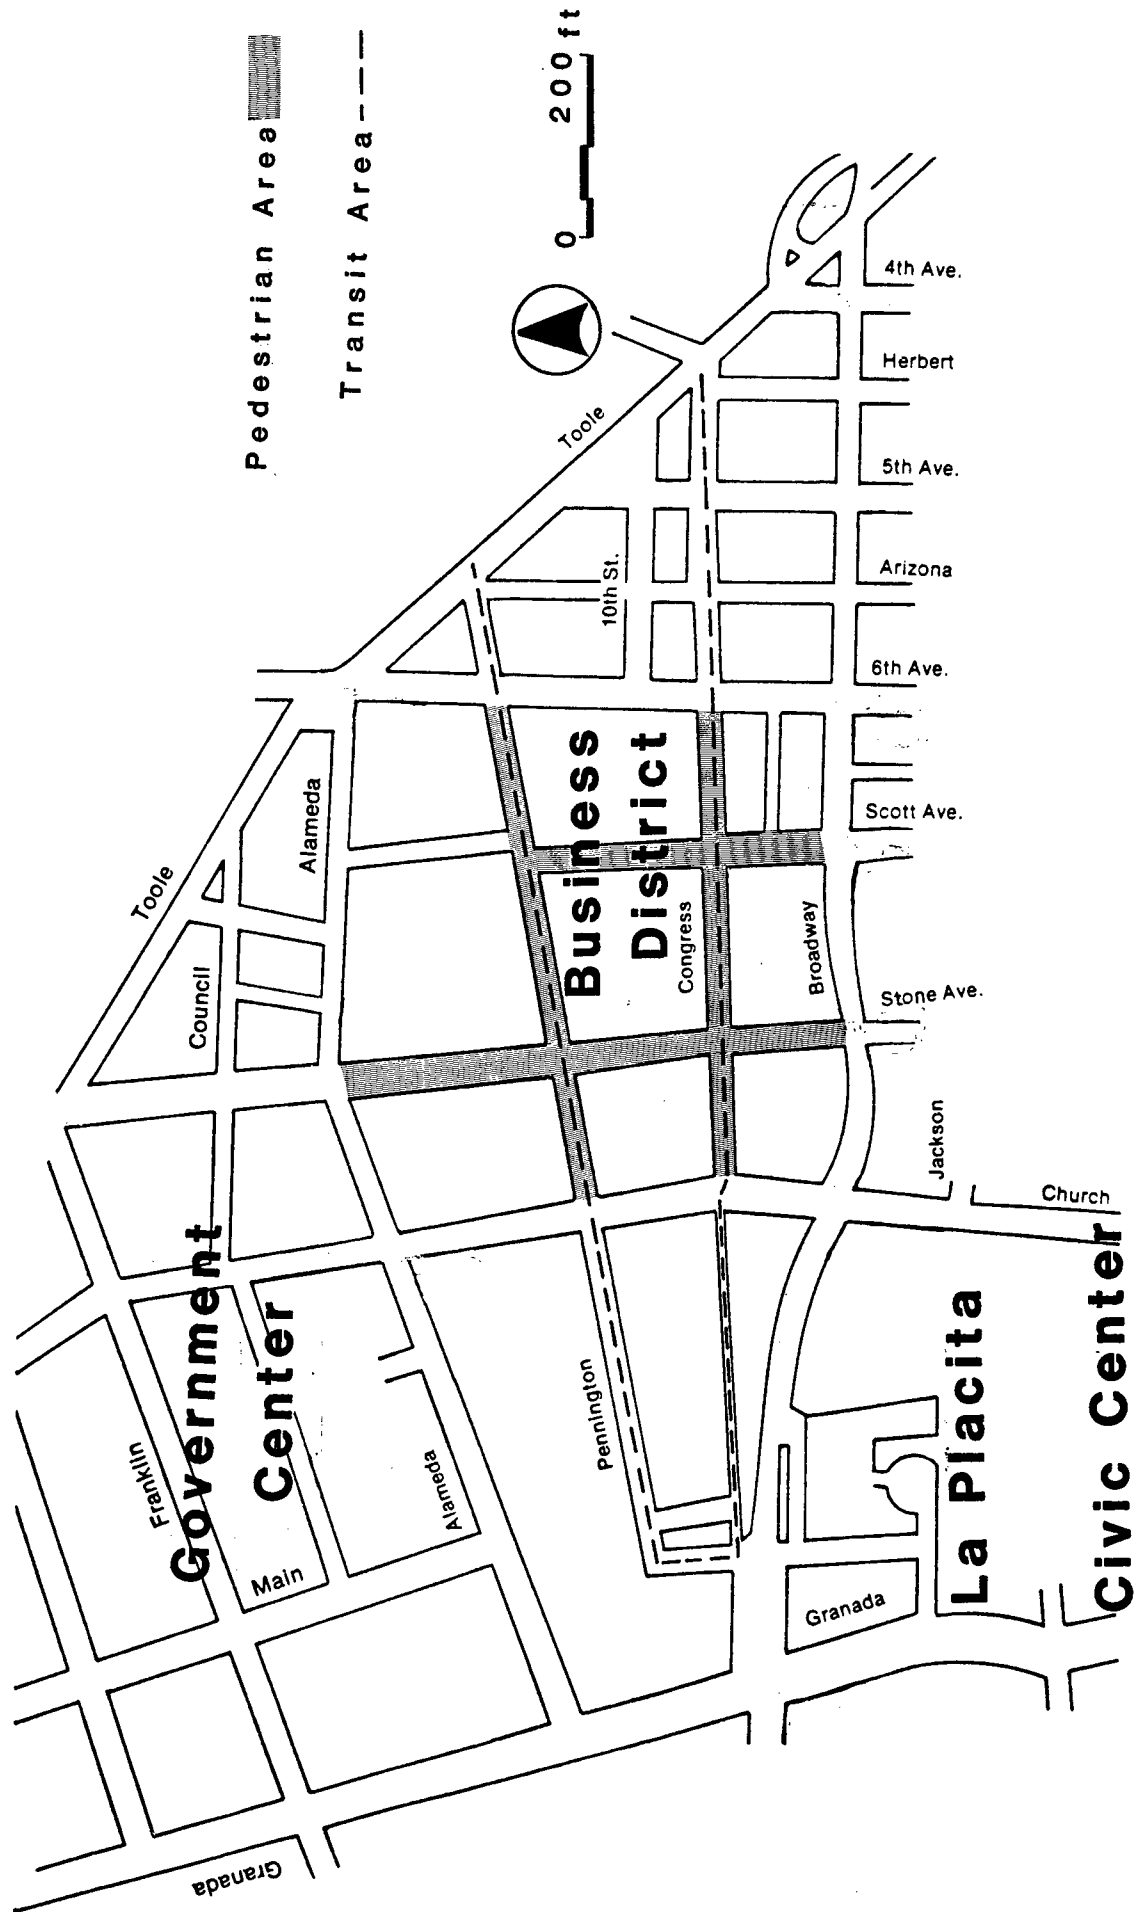 Pedestrian Area
Transit Area
0 200 ft
Toole
Toole
Alameda
Council
10th St.
4th Ave.
Herbert
5th Ave.
Arizona
6th Ave.
Scott Ave.
Stone Ave.
Business
District
Congress
Broadway
Jackson
Church
Government
Center
Franklin
Main
Alameda
Pennington
Granada
La Placita
Civic Center
Granada